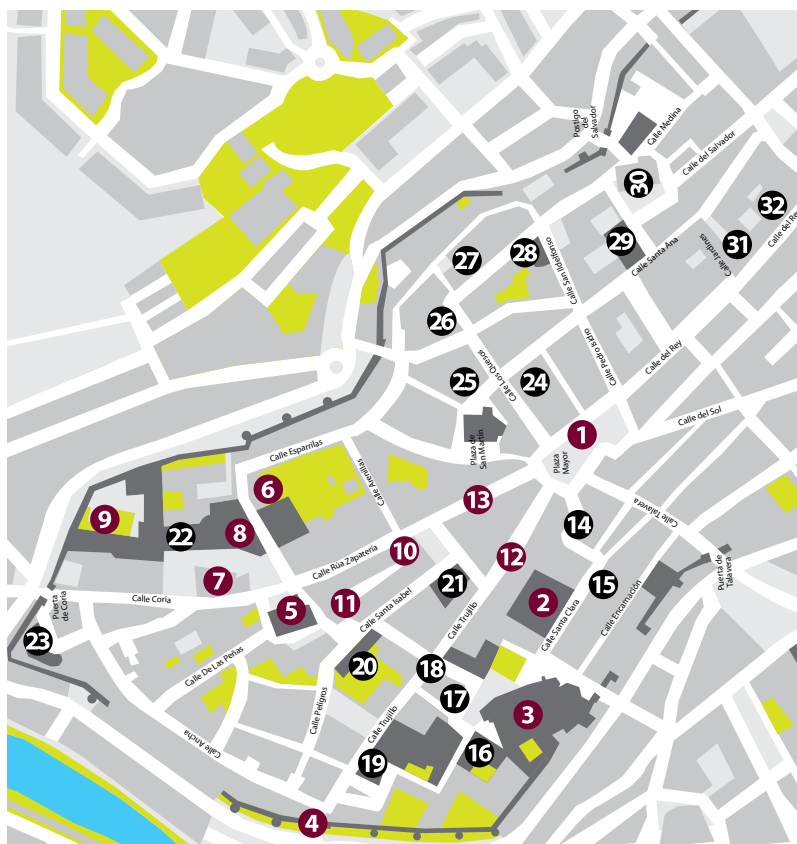 Postigo
del
Salvador
Calle Medina
Calle del Salvador
30
32
Calle del Re
31
Calle Jardines
29
Calle Santa Ana
28
Calle San Ildefonso
27
26
Calle Pedro Isidro
Calle del Rey
25
Calle Los Quesos
24
Calle del Sol
1
Plaza de
San Martín
Plaza
Mayor
Calle Esparrilas
Calle Arenillas
6
13
9
22
8
14
Calle Talavera
10
12
Calle Rúa Zapatería
Puerta de
Talavera
7
21
15
Calle Encarnación
Calle Coria
Puerta
de Coria
5
11
Calle Santa Isabel
2
Calle Trujillo
Calle Santa Clara
23
Calle De Las Peñas
20
18
17
Calle Peligros
3
Calle Trujillo
Calle Ancha
19
16
4